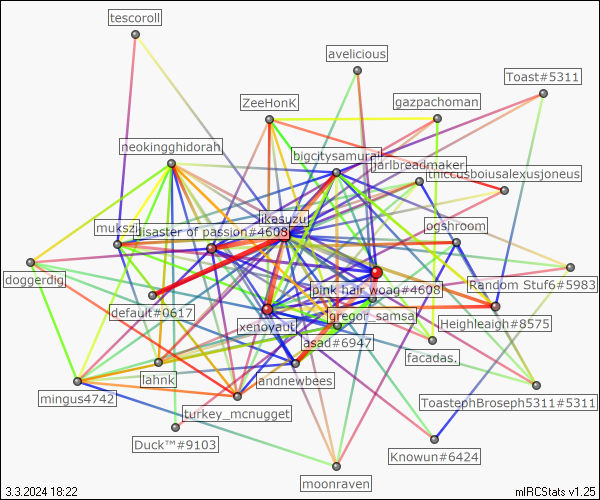 tescoroll
avelicious
Toast#5311
ZeeHonK
gazpachoman
neokingghidorah
bigcitysamurai
jarlbreadmaker
thiccusboiusalexusjoneus
ikasuzu
mukszi
disaster of passion#4608
ogshroom
doggerdig
pink hair woag#4608
Random Stuf6#5983
default#0617
gregor_samsa
xenoyaut
Heighleaigh#8575
asad#6947
facadas.
lahnk
landnewbees
mingus4742
turkey_mcnugget
ToastephBroseph5311#5311
Duck™#9103
Knowun#6424
moonraven
3.3.2024 18:22
mIRCStats v1.25